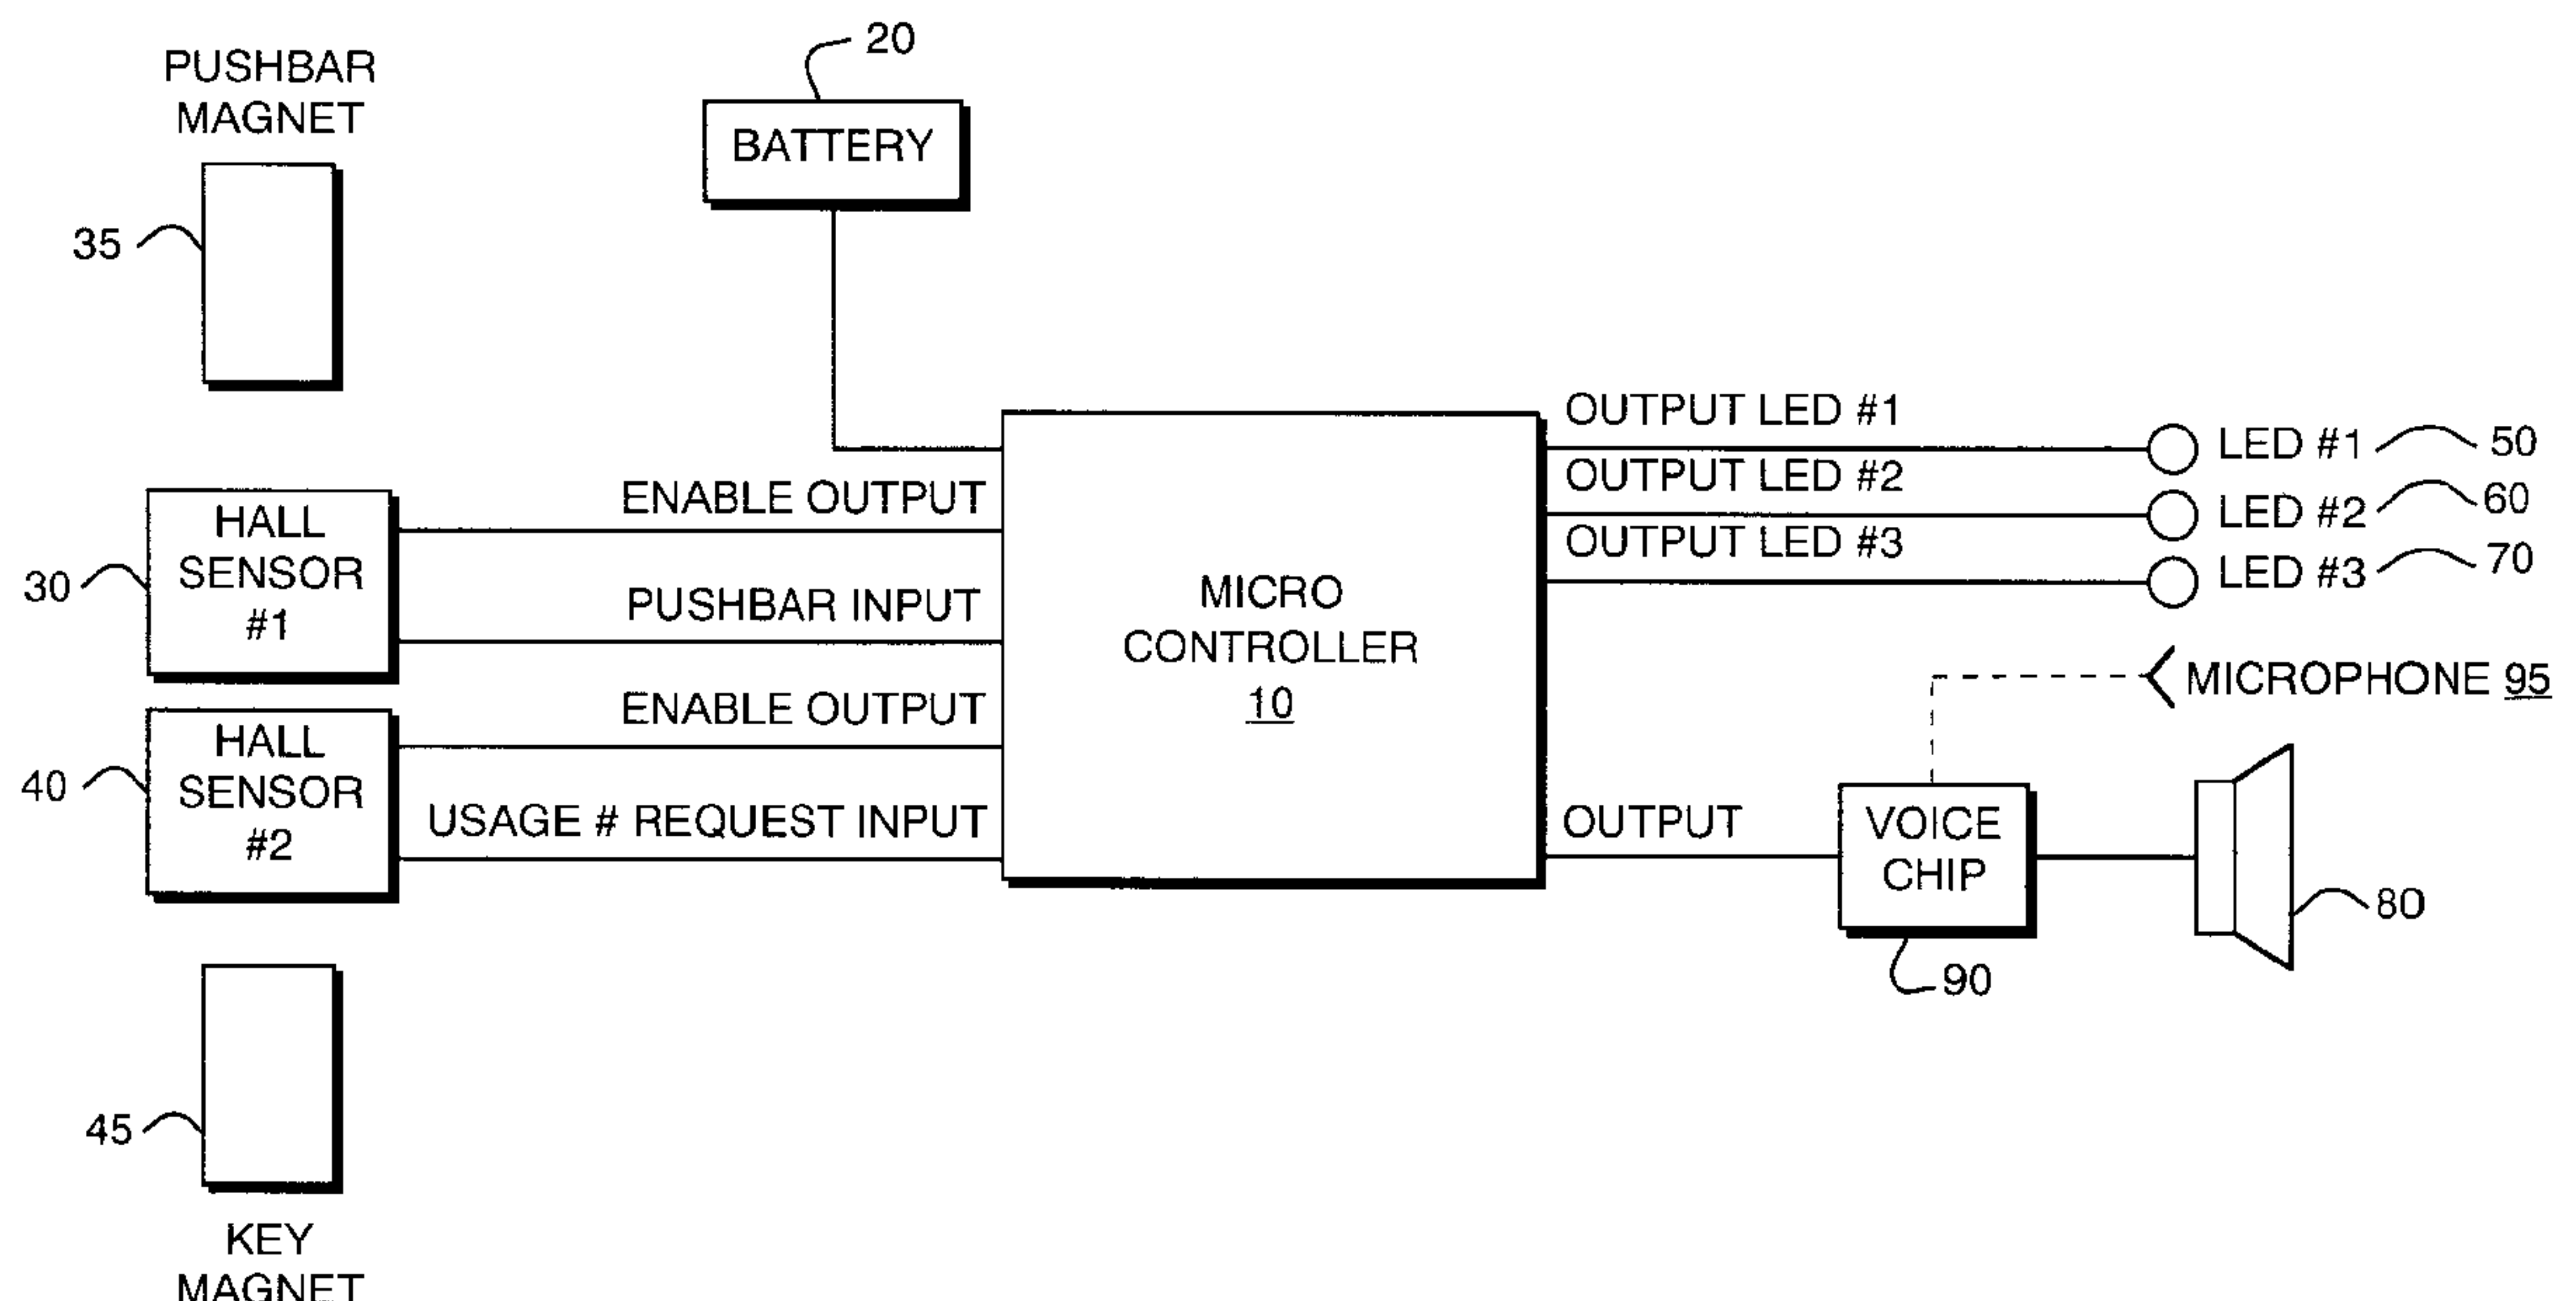 20
PUSHBAR
MAGNET
BATTERY
35
OUTPUT LED #1
LED #1
50
OUTPUT LED #2
LED #2
60
OUTPUT LED #3
LED #3
70
ENABLE OUTPUT
HALL
SENSOR
#1
30
PUSHBAR INPUT
MICRO
CONTROLLER
10
MICROPHONE 95
ENABLE OUTPUT
HALL
SENSOR
#2
40
USAGE # REQUEST INPUT
OUTPUT
VOICE
CHIP
80
90
45
KEY
MAGNET